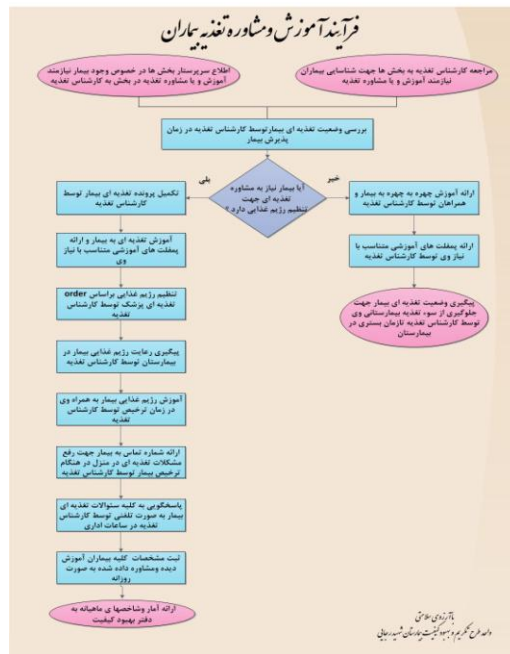 فرآیند آموزش و مشاوره تغذیه بیماران
مراجعه کارشناس تغذیه به بخش ها جهت شناسایی بیماران
نیازمند آموزش و یا مشاوره تغذیه
اطلاع سرپرستار بخش ها در خصوص وجود بیمار نیازمند
آموزش و یا مشاوره تغذیه در بخش به کارشناس تغذیه
بررسی وضعیت تغذیه ای بیمارتوسط کارشناس تغذیه در زمان
پذیرش بیمار
آیا بیمار نیاز به مشاوره
تغذیه ای جهت
تنظیم رژیم غذایی دارد ؟
خیر
بلی
ارائه آموزش چهره به چهره به بیمار و
همراهان توسط کارشناس تغذیه
ارائه پمفلت های آموزشی متناسب با
نیاز وی توسط کارشناس تغذیه
پیگیری وضعیت تغذیه ای بیمار جهت
جلوگیری از سوء تغذیه بیمارستانی وی
توسط کارشناس تغذیه تازمان بستری در
بیمارستان
تکمیل پرونده تغذیه ای بیمار توسط
کارشناس تغذیه
آموزش تغذیه ای به بیمار و ارائه
پمفلت های آموزشی متناسب با نیاز
وی
تنظیم رژیم غذایی براساس order
تغذیه ای پزشک توسط کارشناس
تغذیه
پیگیری رعایت رژیم غذایی بیمار در
بیمارستان توسط کارشناس تغذیه
آموزش رژیم غذایی بیمار به همراه وی
در زمان ترخیص توسط کارشناس
تغذیه
ارائه شماره تماس به بیمار جهت رفع
مشکلات تغذیه ای در منزل در هنگام
ترخیص بیمار توسط کارشناس تغذیه
پاسخگویی به کلیه سئوالات تغذیه ای
بیمار به صورت تلفنی توسط کارشناس
تغذیه در ساعات اداری
ثبت مشخصات کلیه بیماران آموزش
دیده ومشاوره داده شده به صورت
روزانه
ارائه آمار وشاخصها ی ماهیانه به
دفتر بهبود کیفیت
باآرزوی سلامتی
واحد طرح تکریم و بهبود کیفیت بیمارستان شهید رجایی